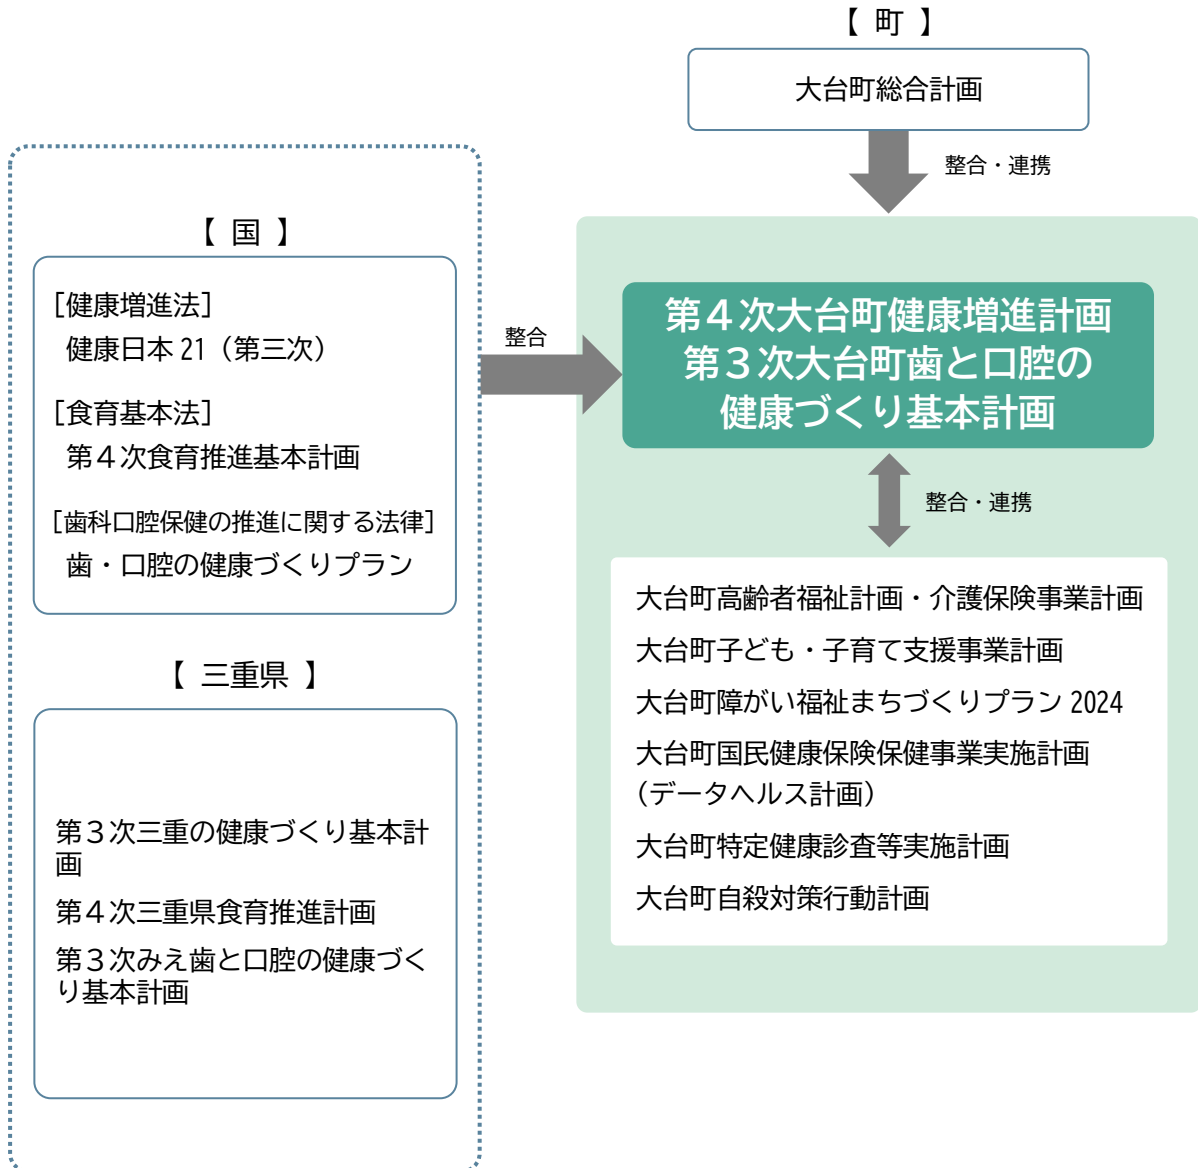 【 町 】
大台町総合計画
整合・連携
【 国 】
[健康増進法]
健康日本 21（第三次）
[食育基本法]
第４次食育推進基本計画
[歯科口腔保健の推進に関する法律]
歯・口腔の健康づくりプラン
【 三重県 】
第３次三重の健康づくり基本計
画
第４次三重県食育推進計画
第３次みえ歯と口腔の健康づく
り基本計画
整合
第４次大台町健康増進計画
第３次大台町歯と口腔の
健康づくり基本計画
整合・連携
大台町高齢者福祉計画・介護保険事業計画
大台町子ども・子育て支援事業計画
大台町障がい福祉まちづくりプラン 2024
大台町国民健康保険保健事業実施計画
（データヘルス計画）
大台町特定健康診査等実施計画
大台町自殺対策行動計画